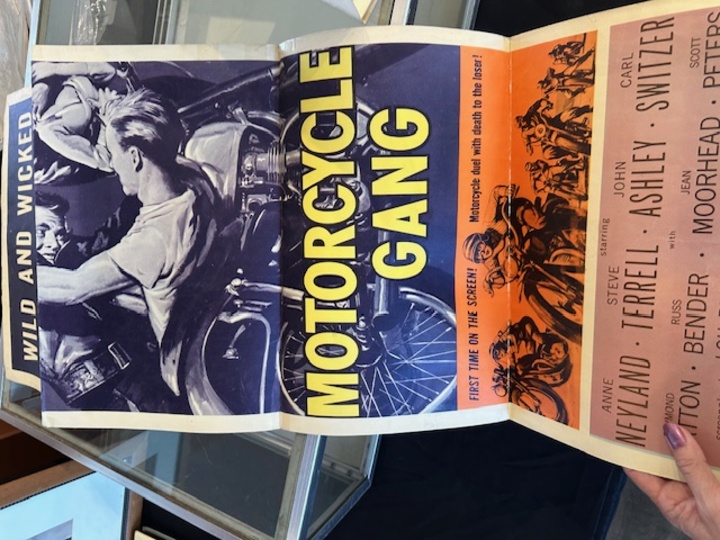 WILD AND WICKED
MOTORCYCLE
GANG
FIRST TIME ON THE SCREEN! Motorcycle duel with death to the loser!
starring
ANNE STEVE JOHN CARL
NEYLAND · TERRELL · ASHLEY · SWITZER
with
RUSS JEAN SCOTT
BENDER · MOORHEAD · PETERS